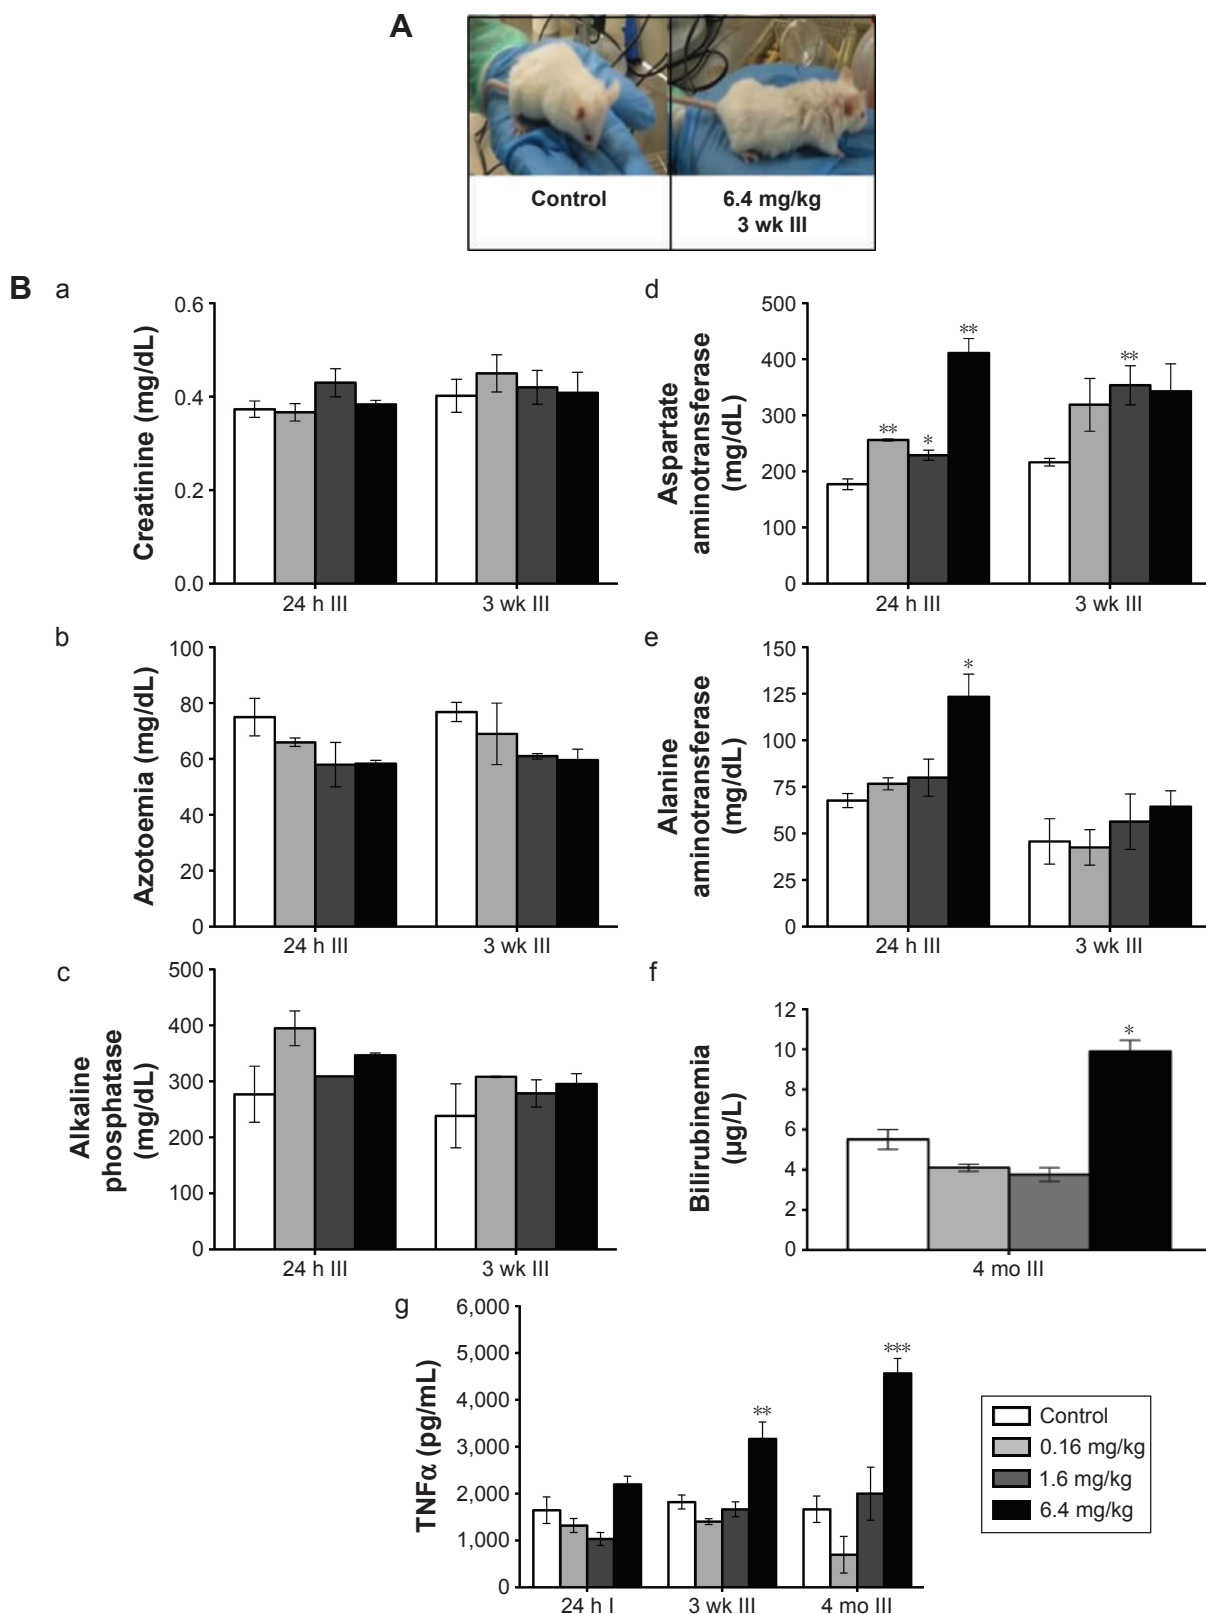 A
Control
6.4 mg/kg
3 wk III
B
a
Creatinine (mg/dL)
0.6
0.4
0.2
0.0
24 h III
3 wk III
b
Azotoemia (mg/dL)
100
80
60
40
20
0
24 h III
3 wk III
c
Alkaline
phosphatase
(mg/dL)
500
400
300
200
100
0
24 h III
3 wk III
d
Aspartate
aminotransferase
(mg/dL)
500
400
300
200
100
0
**
*
**
**
24 h III
3 wk III
e
Alanine
aminotransferase
(mg/dL)
150
125
100
75
50
25
0
*
24 h III
3 wk III
f
Bilirubinemia
(µg/L)
12
10
8
6
4
2
0
*
4 mo III
g
TNFα (pg/mL)
6,000
5,000
4,000
3,000
2,000
1,000
0
**
***
24 h I
3 wk III
4 mo III
Control
0.16 mg/kg
1.6 mg/kg
6.4 mg/kg